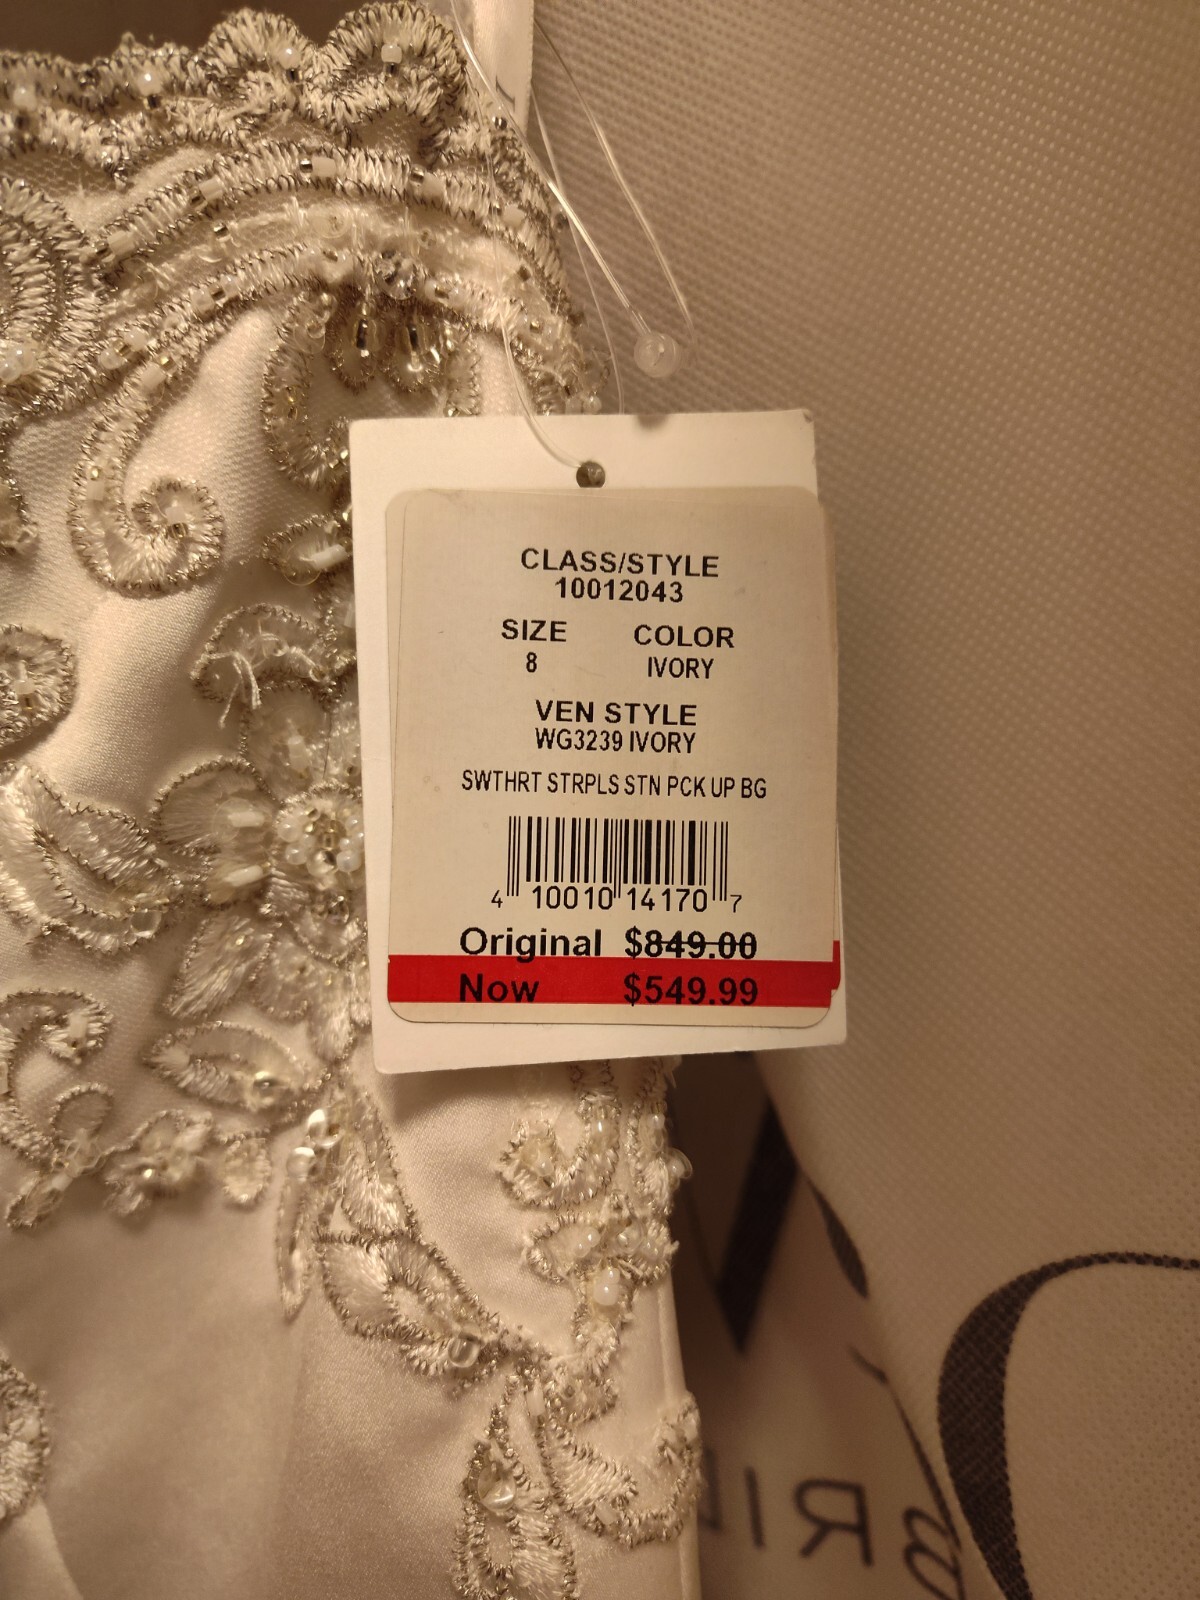 CLASS/STYLE
10012043
SIZE COLOR
8 IVORY
VEN STYLE
WG3239 IVORY
SWTHRT STRPLS STN PCK UP BG
4 10010 14170 7
Original $849.00
Now $549.99